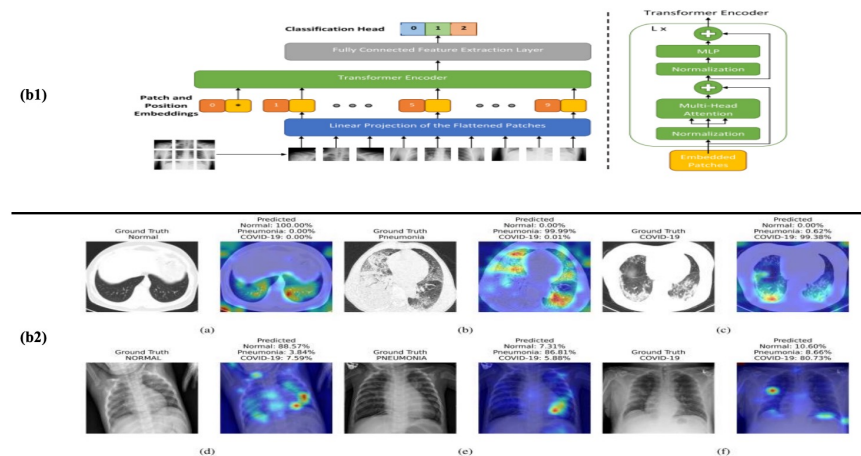 (b1)
Classification Head
0 1 2
Fully Connected Feature Extraction Layer
Transformer Encoder
Patch and
Position
Embeddings
0 * 1 5 9
Linear Projection of the Flattened Patches
Transformer Encoder
L x
+
MLP
Normalization
+
Multi-Head
Attention
Normalization
Embedded
Patches
(b2)
Ground Truth
Normal
Predicted
Normal: 100.00%
Pneumonia: 0.00%
COVID-19: 0.00%
(a)
Ground Truth
Pneumonia
Predicted
Normal: 0.00%
Pneumonia: 99.99%
COVID-19: 0.01%
(b)
Ground Truth
COVID-19
Predicted
Normal: 0.00%
Pneumonia: 0.62%
COVID-19: 99.38%
(c)
Ground Truth
NORMAL
Predicted
Normal: 88.57%
Pneumonia: 3.84%
COVID-19: 7.59%
(d)
Ground Truth
PNEUMONIA
Predicted
Normal: 7.31%
Pneumonia: 86.81%
COVID-19: 5.88%
(e)
Ground Truth
COVID-19
Predicted
Normal: 10.60%
Pneumonia: 8.66%
COVID-19: 80.73%
(f)